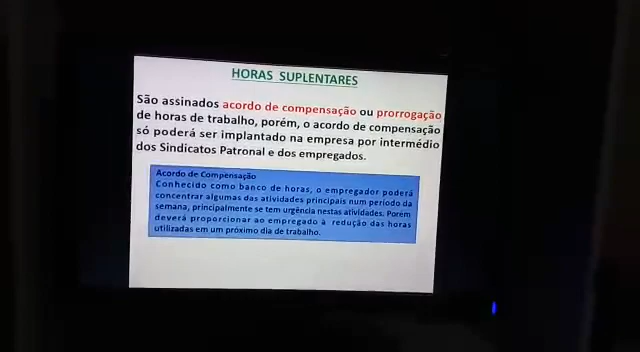 HORAS SUPLENTARES
São assinados acordo de compensação ou prorrogação
de horas de trabalho, porém, o acordo de compensação
só poderá ser implantado na empresa por intermédio
dos Sindicatos Patronal e dos empregados.
Acordo de Compensação
Conhecido como banco de horas, o empregador poderá
concentrar algumas das atividades principais num período da
semana, principalmente se tem urgência nestas atividades. Porém
deverá proporcionar ao empregado à redução das horas
utilizadas em um próximo dia de trabalho.